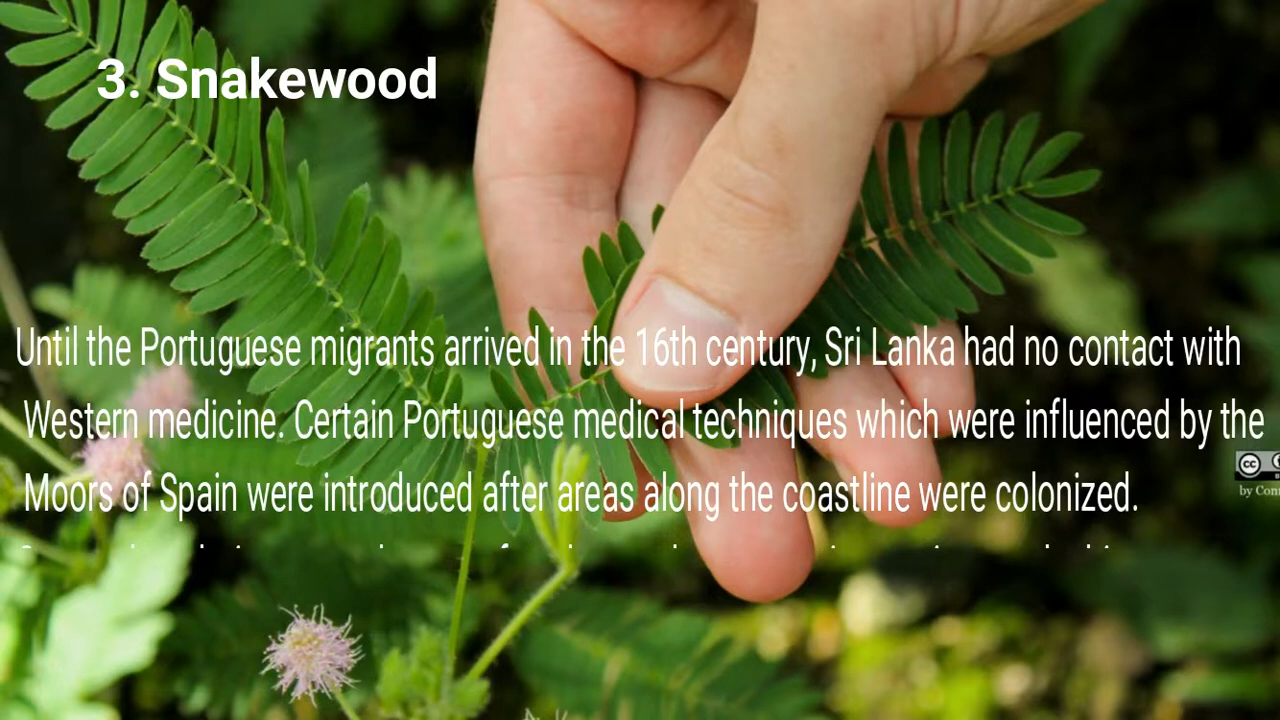 3. Snakewood
Until the Portuguese migrants arrived in the 16th century, Sri Lanka had no contact with
Western medicine. Certain Portuguese medical techniques which were influenced by the
Moors of Spain were introduced after areas along the coastline were colonized.
cc
by